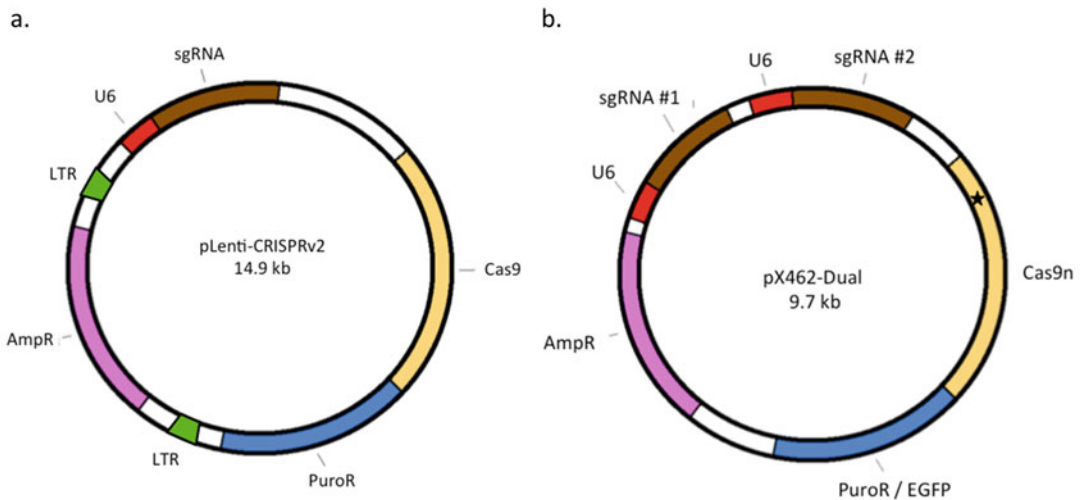 a.
sgRNA
U6
LTR
pLenti-CRISPRv2
14.9 kb
Cas9
AmpR
LTR
PuroR
b.
U6
sgRNA #2
sgRNA #1
U6
pX462-Dual
9.7 kb
Cas9n
AmpR
PuroR / EGFP